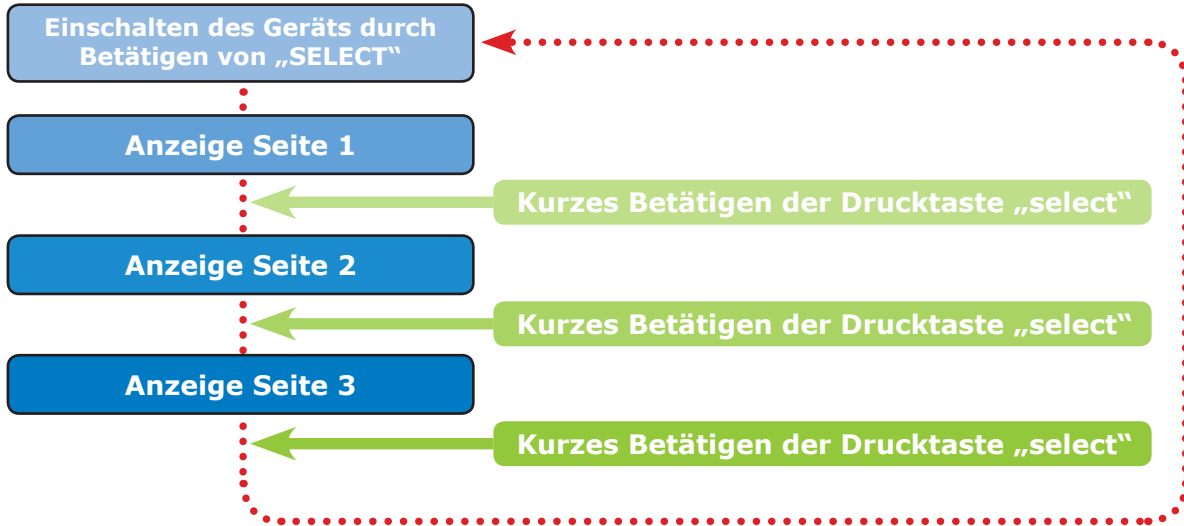 Einschalten des Geräts durch
Betätigen von „SELECT“
Anzeige Seite 1
Kurzes Betätigen der Drucktaste „select“
Anzeige Seite 2
Kurzes Betätigen der Drucktaste „select“
Anzeige Seite 3
Kurzes Betätigen der Drucktaste „select“